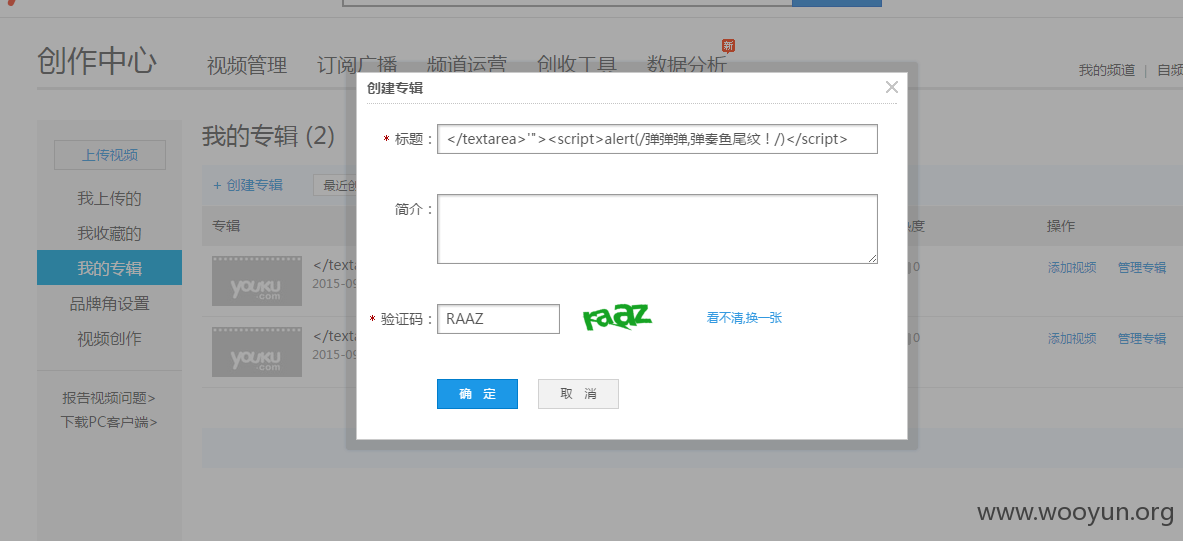 创作中心 视频管理 订阅广播 频道运营 创收工具 数据分析 新
我的频道 | 自频
创建专辑
* 标题： </textarea>'"><script>alert(/弹弹弹,弹奏鱼尾纹！/)</script>
简介：
* 验证码： RAAZ raaz 看不清,换一张
确 定 取 消
我的专辑 (2)
上传视频
+ 创建专辑 最近创
我上传的
我收藏的
我的专辑
品牌角设置
视频创作
报告视频问题>
下载PC客户端>
专辑 度 操作
YOUKU .com </texta 0 添加视频 管理专辑
2015-09
YOUKU .com </texta 0 添加视频 管理专辑
2015-09
www.wooyun.org